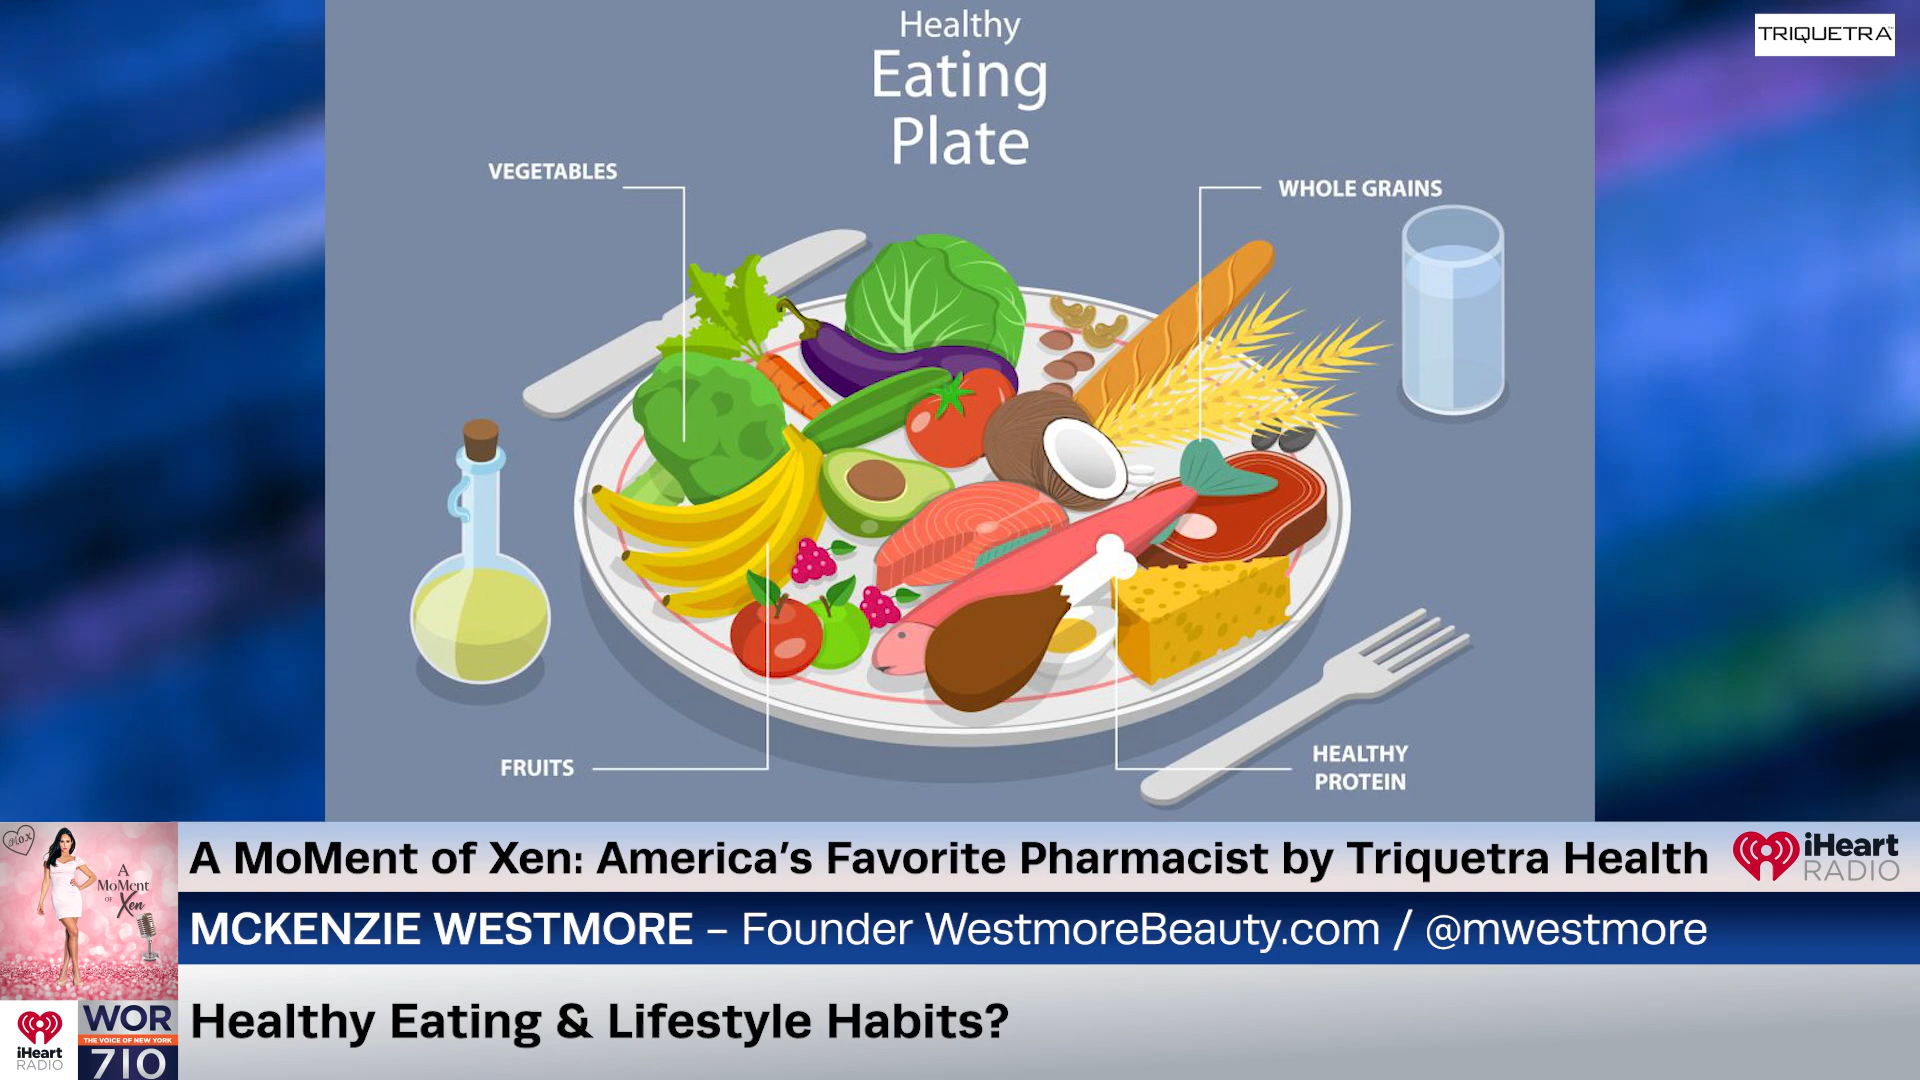 Healthy
Eating
Plate
TRIQUETRA
VEGETABLES
WHOLE GRAINS
FRUITS
HEALTHY
PROTEIN
A MoMent of Xen: America’s Favorite Pharmacist by Triquetra Health
iHeart
RADIO
M.O.X
A
MoMent
OF Xen
MCKENZIE WESTMORE – Founder WestmoreBeauty.com / @mwestmore
Healthy Eating & Lifestyle Habits?
iHeart
RADIO
WOR
THE VOICE OF NEW YORK
710